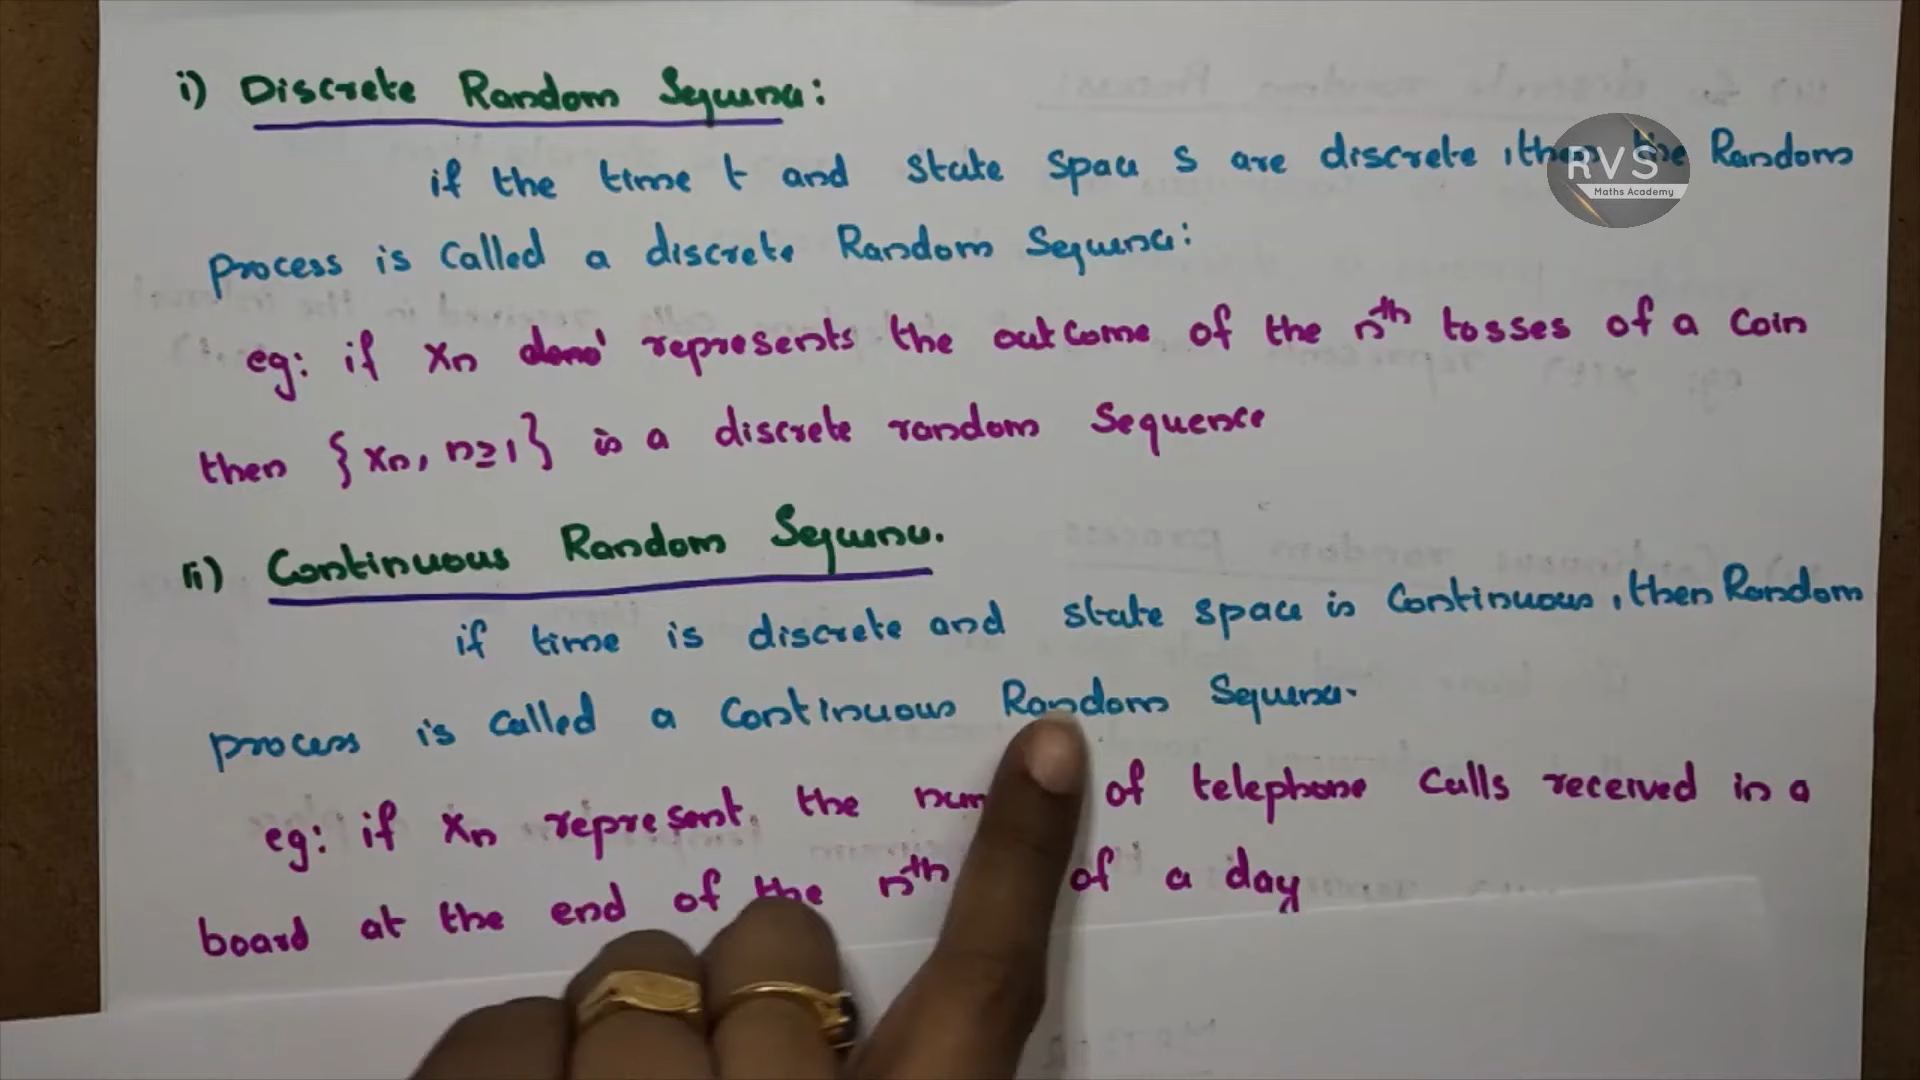 i) Discrete Random Sequence:
if the time t and state space S are discrete, then the Random
process is called a discrete Random Sequence:
eg: if Xn represents the outcome of the nth tosses of a coin
then {Xn, n≥1} is a discrete random Sequence
ii) Continuous Random Sequence.
if time is discrete and state space is Continuous, then Random
process is called a Continuous Random Sequence.
eg: if Xn represent the num of telephone calls received in a
board at the end of the nth of a day
RVS
Maths Academy